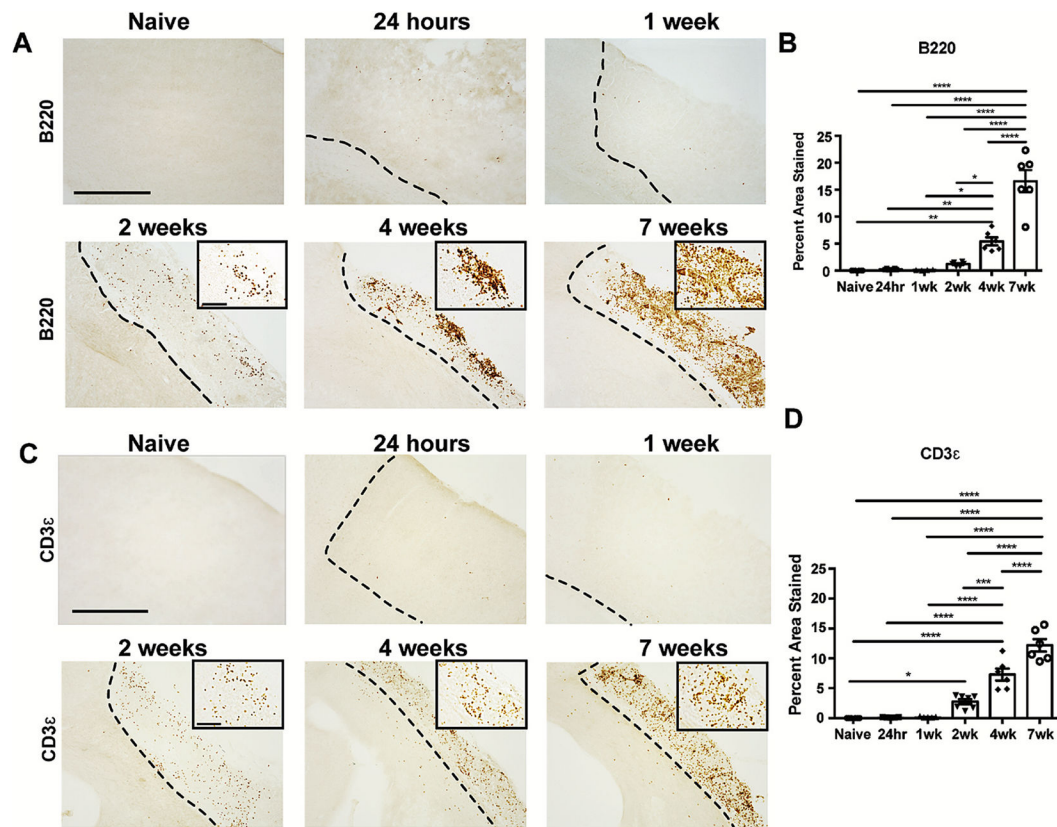 A
Naive
24 hours
1 week
B220
2 weeks
4 weeks
7 weeks
B220
B
B220
****
****
****
****
****
*
*
**
**
Percent Area Stained
25
20
15
10
5
0
Naive 24hr 1wk 2wk 4wk 7wk
C
Naive
24 hours
1 week
CD3ε
2 weeks
4 weeks
7 weeks
CD3ε
D
CD3ε
****
****
****
****
****
***
****
****
****
*
Percent Area Stained
25
20
15
10
5
0
Naive 24hr 1wk 2wk 4wk 7wk